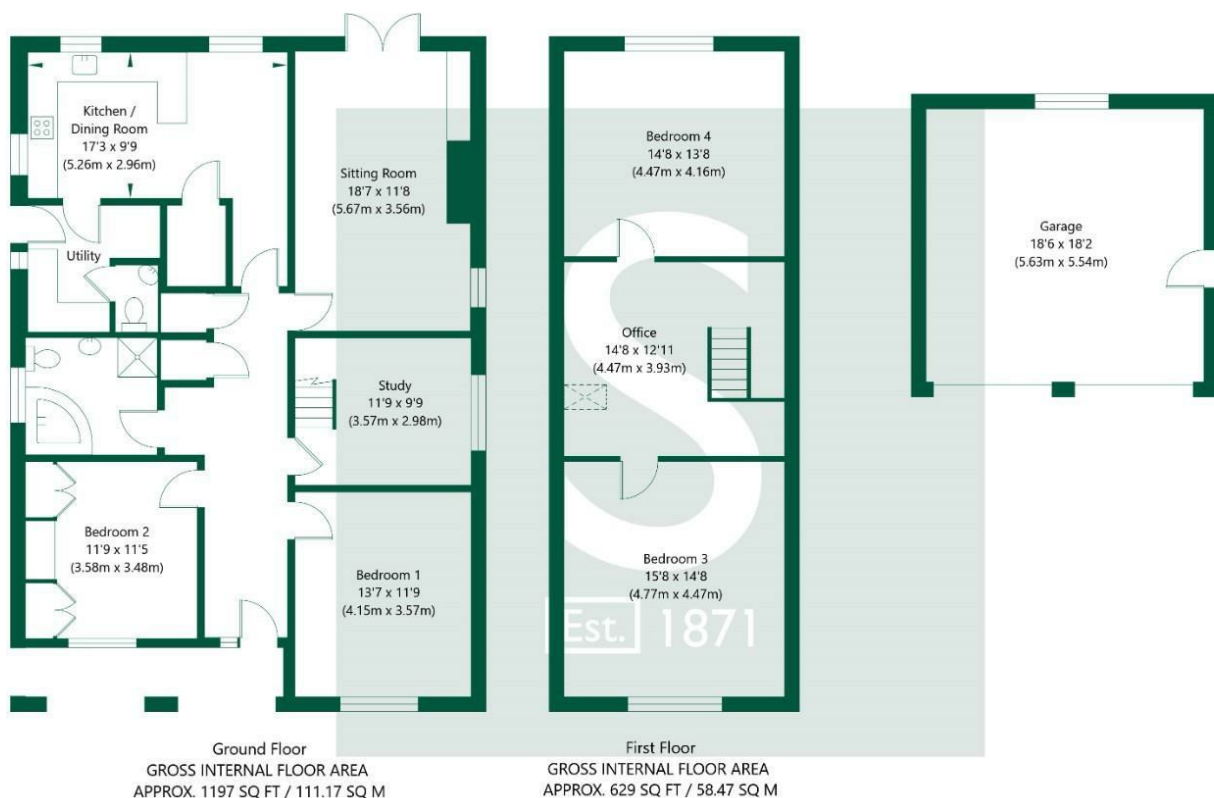 Kitchen /
Dining Room
17'3 x 9'9
(5.26m x 2.96m)
Sitting Room
18'7 x 11'8
(5.67m x 3.56m)
Utility
Study
11'9 x 9'9
(3.57m x 2.98m)
Bedroom 2
11'9 x 11'5
(3.58m x 3.48m)
Bedroom 1
13'7 x 11'9
(4.15m x 3.57m)
Ground Floor
GROSS INTERNAL FLOOR AREA
APPROX. 1197 SQ FT / 111.17 SQ M
Bedroom 4
14'8 x 13'8
(4.47m x 4.16m)
Office
14'8 x 12'11
(4.47m x 3.93m)
Bedroom 3
15'8 x 14'8
(4.77m x 4.47m)
First Floor
GROSS INTERNAL FLOOR AREA
APPROX. 629 SQ FT / 58.47 SQ M
Garage
18'6 x 18'2
(5.63m x 5.54m)
S
Est. 1871